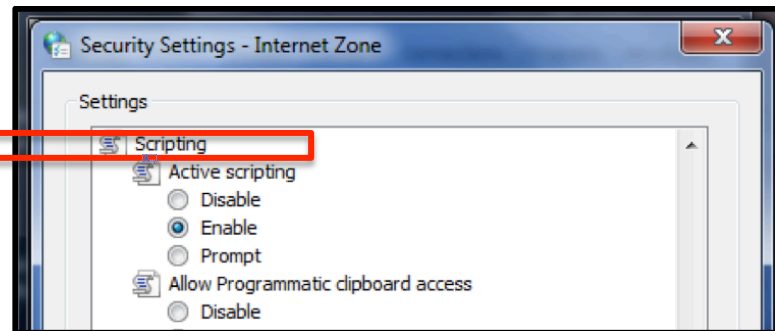 Security Settings - Internet Zone
Settings
Scripting
Active scripting
Disable
Enable
Prompt
Allow Programmatic clipboard access
Disable